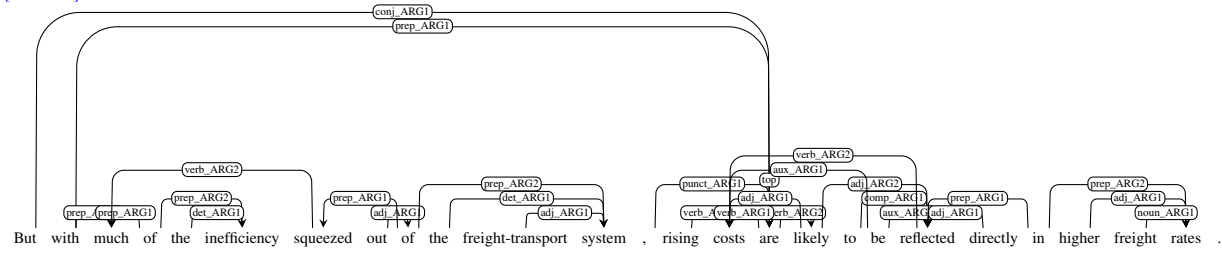 conj_ARG1
prep_ARG1
verb_ARG2
verb_ARG2
aux_ARG1
prep_ARG2 prep_ARG1 prep_ARG2 punct_ARG1 top adj_ARG2 prep_ARG2
det_ARG1 adj_ARG1 comp_ARG1 prep_ARG1 adj_ARG1
prep_ARG1 det_ARG1 adj_ARG1 adj_ARG1 verb_ARG1 adj_ARG1 noun_ARG1
But with much of the inefficiency squeezed out of the freight-transport system , rising costs are likely to be reflected directly in higher freight rates .